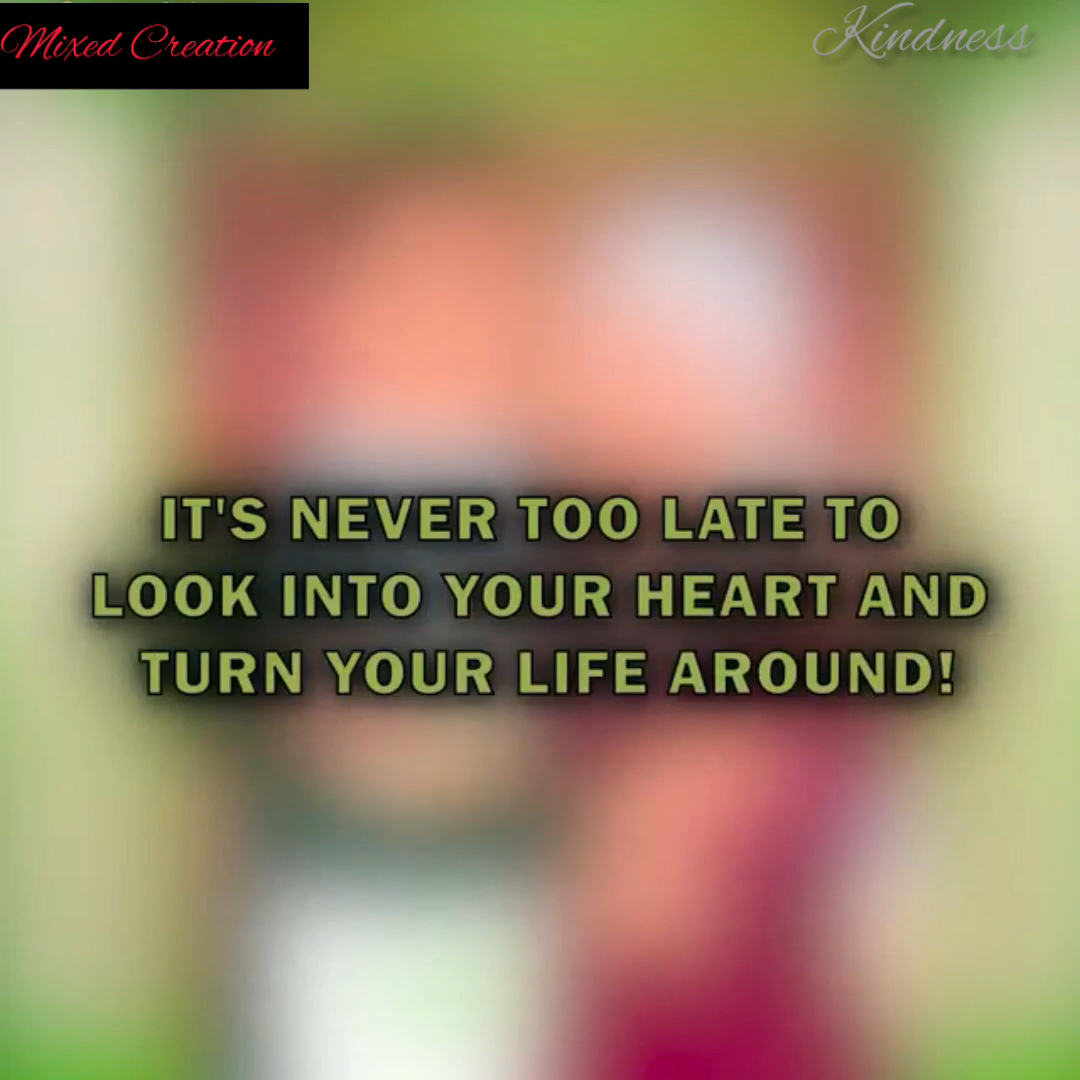 Mixed Creation
Kindness
IT'S NEVER TOO LATE TO
LOOK INTO YOUR HEART AND
TURN YOUR LIFE AROUND!